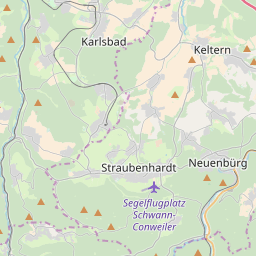 Karlsbad
Keltern
Straubenhardt
Neuenbürg
Segelflugplatz
Schwann-
Conweiler